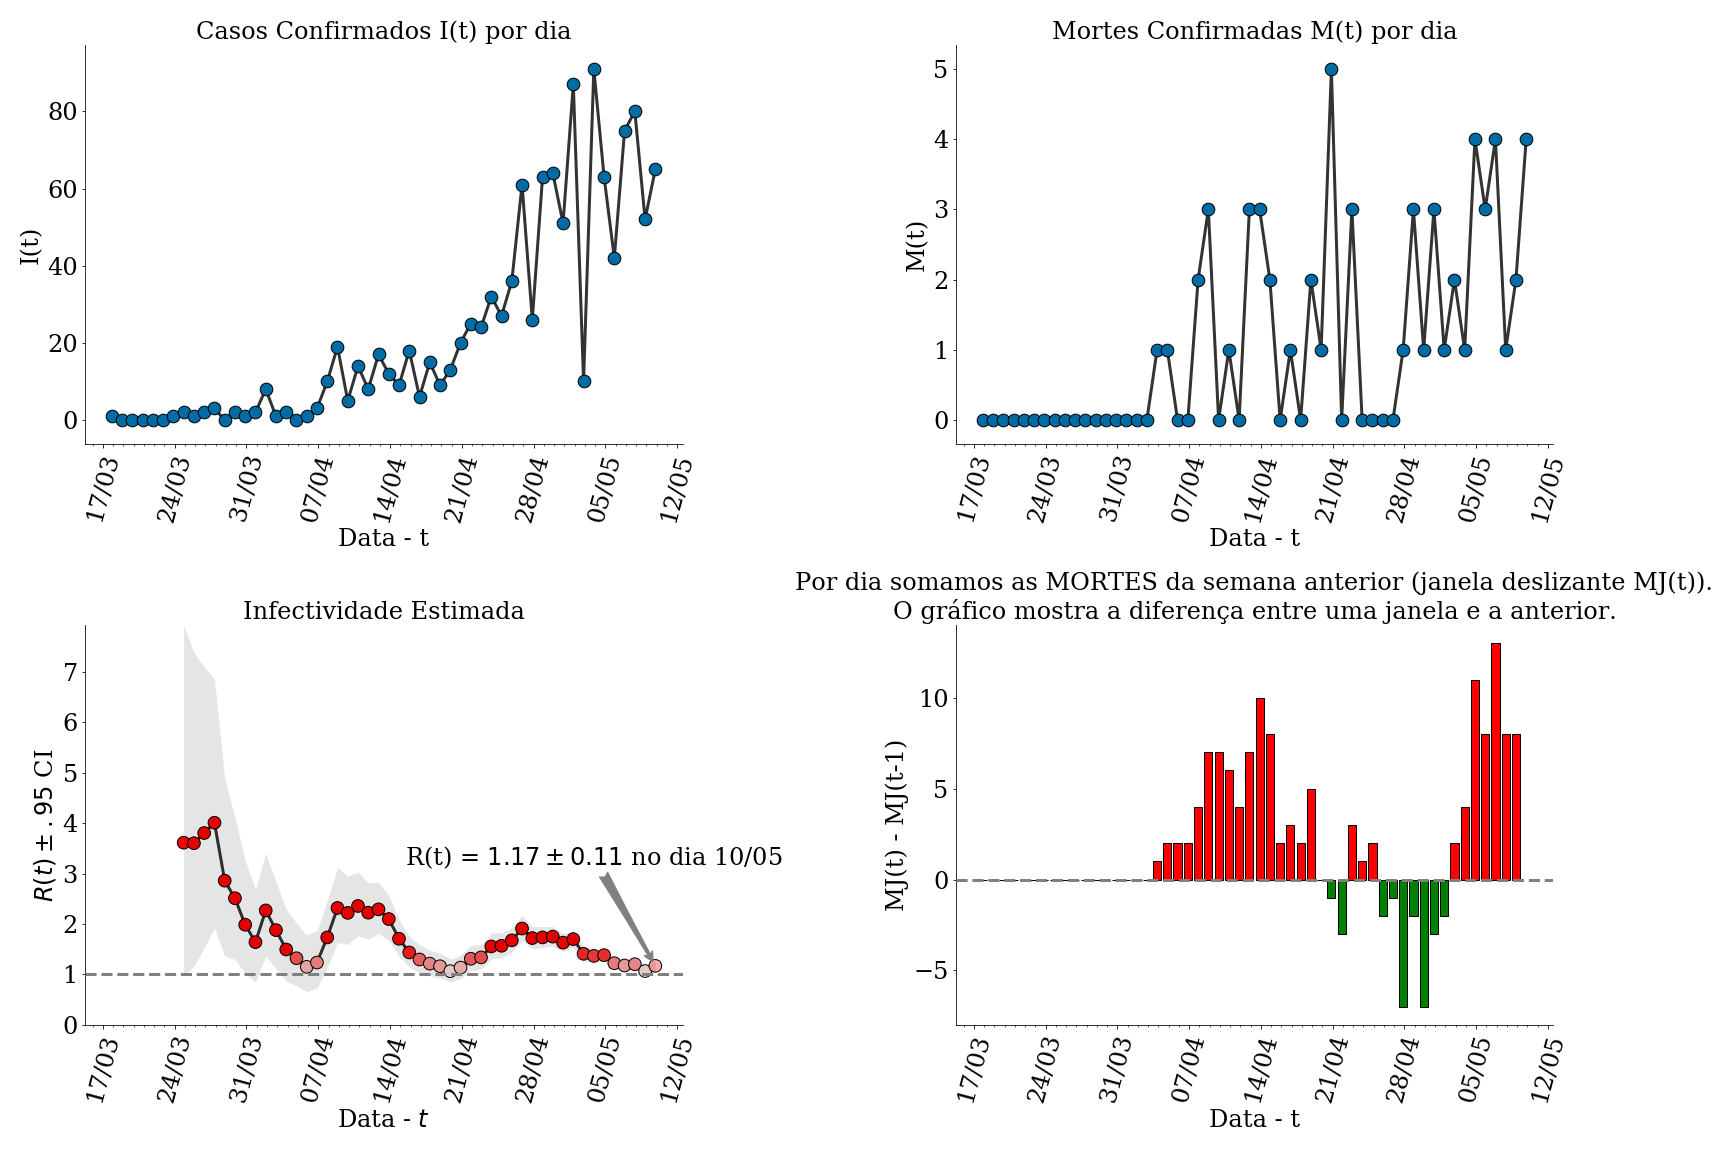 Casos Confirmados I(t) por dia
I(t)
80
60
40
20
0
17/03 24/03 31/03 07/04 14/04 21/04 28/04 05/05 12/05
Data - t
Mortes Confirmadas M(t) por dia
M(t)
5
4
3
2
1
0
17/03 24/03 31/03 07/04 14/04 21/04 28/04 05/05 12/05
Data - t
Infectividade Estimada
R(t) ± .95 CI
7
6
5
4
3
2
1
0
R(t) = 1.17 ± 0.11 no dia 10/05
17/03 24/03 31/03 07/04 14/04 21/04 28/04 05/05 12/05
Data - t
Por dia somamos as MORTES da semana anterior (janela deslizante MJ(t)).
O gráfico mostra a diferença entre uma janela e a anterior.
MJ(t) - MJ(t-1)
10
5
0
−5
17/03 24/03 31/03 07/04 14/04 21/04 28/04 05/05 12/05
Data - t